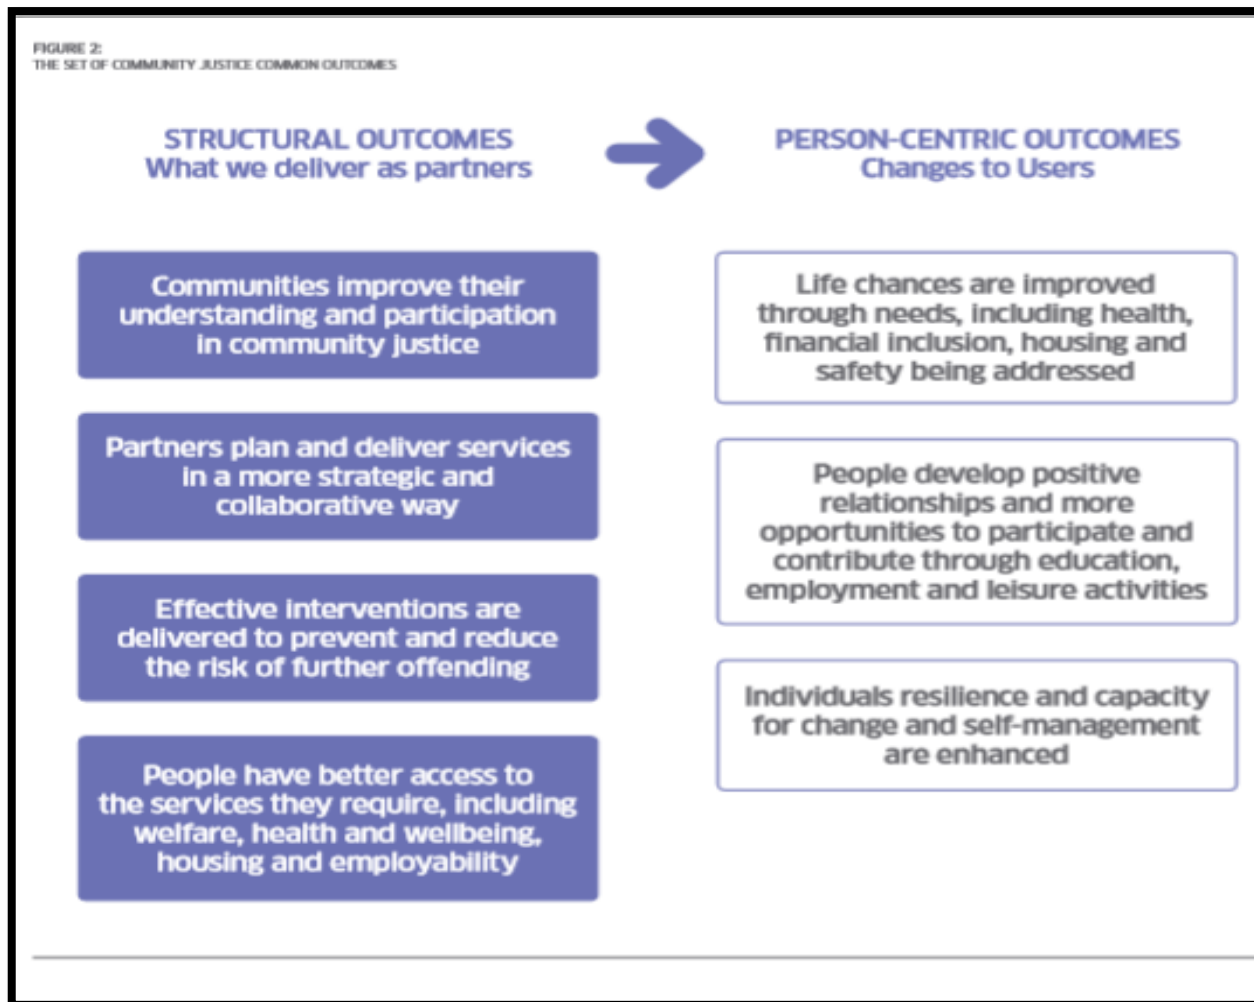 FIGURE 2:
THE SET OF COMMUNITY JUSTICE COMMON OUTCOMES
STRUCTURAL OUTCOMES
What we deliver as partners
PERSON-CENTRIC OUTCOMES
Changes to Users
Communities improve their
understanding and participation
in community justice
Partners plan and deliver services
in a more strategic and
collaborative way
Effective interventions are
delivered to prevent and reduce
the risk of further offending
People have better access to
the services they require, including
welfare, health and wellbeing,
housing and employability
Life chances are improved
through needs, including health,
financial inclusion, housing and
safety being addressed
People develop positive
relationships and more
opportunities to participate and
contribute through education,
employment and leisure activities
Individuals resilience and capacity
for change and self-management
are enhanced